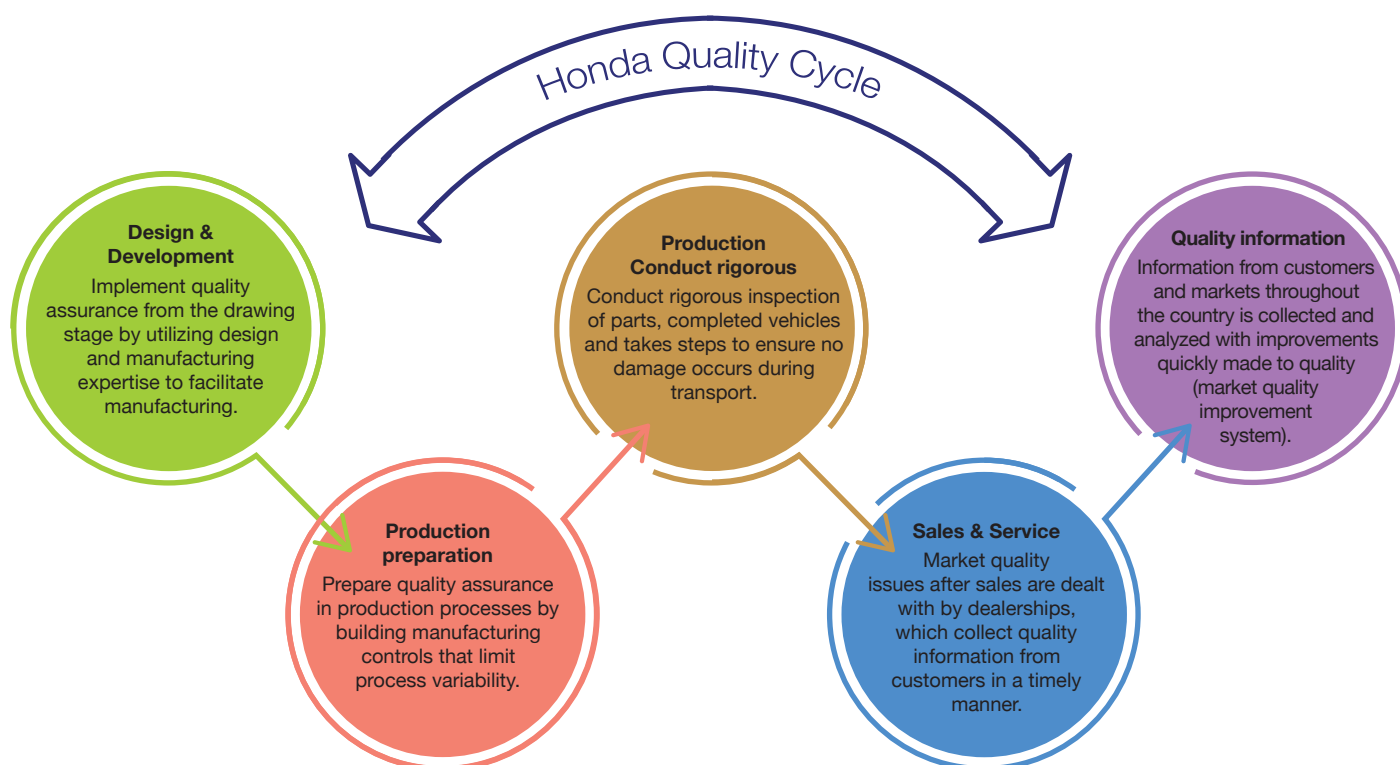 Honda Quality Cycle
Design &
Development
Implement quality
assurance from the drawing
stage by utilizing design
and manufacturing
expertise to facilitate
manufacturing.
Production
preparation
Prepare quality assurance
in production processes by
building manufacturing
controls that limit
process variability.
Production
Conduct rigorous
Conduct rigorous inspection
of parts, completed vehicles
and takes steps to ensure no
damage occurs during
transport.
Sales & Service
Market quality
issues after sales are dealt
with by dealerships,
which collect quality
information from
customers in a timely
manner.
Quality information
Information from customers
and markets throughout
the country is collected and
analyzed with improvements
quickly made to quality
(market quality
improvement
system).